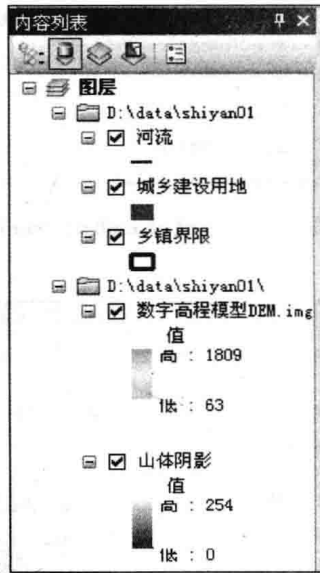 内容列表
图层
D:\data\shiyan01
河流
城乡建设用地
乡镇界限
D:\data\shiyan01\
数字高程模型DEM.img
值
高 : 1809
低 : 63
山体阴影
值
高 : 254
低 : 0